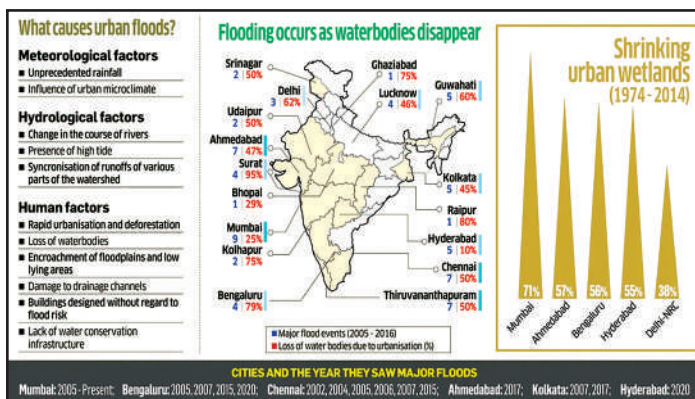 What causes urban floods?
Meteorological factors
■ Unprecedented rainfall
■ Influence of urban microclimate
Hydrological factors
■ Change in the course of rivers
■ Presence of high tide
■ Syncronisation of runoffs of various
parts of the watershed
Human factors
■ Rapid urbanisation and deforestation
■ Loss of waterbodies
■ Encroachment of floodplains and low
lying areas
■ Damage to drainage channels
■ Buildings designed without regard to
flood risk
■ Lack of water conservation
infrastructure
Flooding occurs as waterbodies disappear
Srinagar
2 | 50%
Delhi
3 | 62%
Udaipur
2 | 50%
Ahmedabad
7 | 47%
Surat
4 | 95%
Bhopal
1 | 29%
Mumbai
9 | 25%
Kolhapur
2 | 75%
Bengaluru
4 | 79%
Ghaziabad
1 | 75%
Lucknow
4 | 46%
Guwahati
5 | 60%
Kolkata
5 | 45%
Raipur
1 | 80%
Hyderabad
5 | 10%
Chennai
7 | 50%
Thiruvananthapuram
7 | 50%
■ Major flood events (2005 - 2016)
■ Loss of water bodies due to urbanisation (%)
Shrinking
urban wetlands
(1974 - 2014)
71% 57% 56% 55% 38%
Mumbai Ahmedabad Bengaluru Hyderabad Delhi-NRC
CITIES AND THE YEAR THEY SAW MAJOR FLOODS
Mumbai: 2005 - Present; Bengaluru: 2005, 2007, 2015, 2020; Chennai: 2002, 2004, 2005, 2006, 2007, 2015; Ahmedabad: 2017; Kolkata: 2007, 2017; Hyderabad: 2020